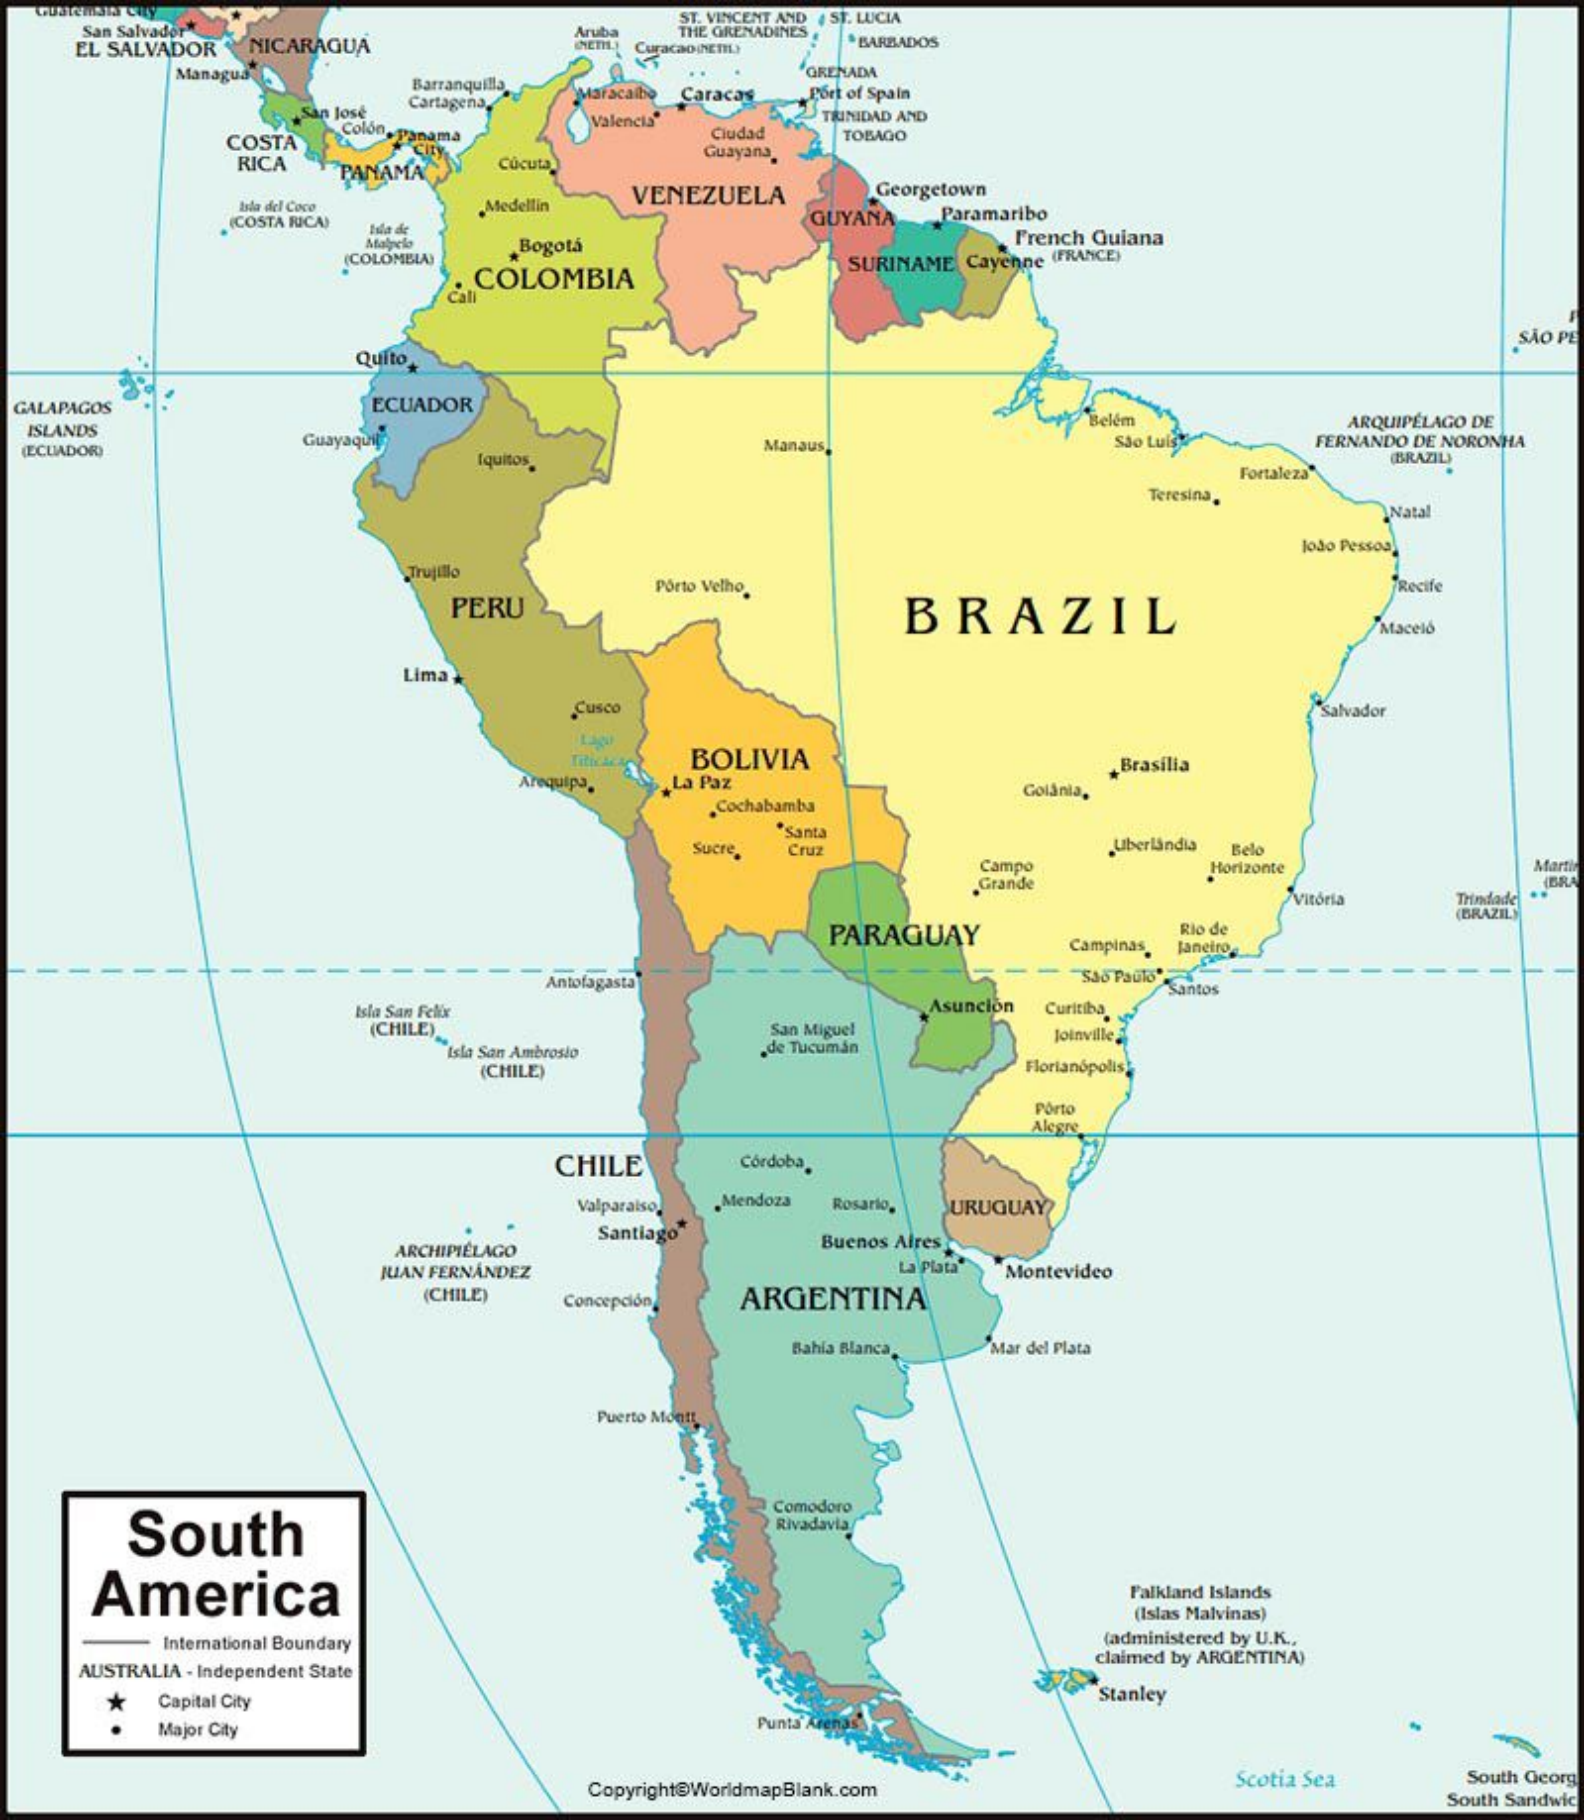 Guatemala City
San Salvador
EL SALVADOR
NICARAGUA
Managua
San José
COSTA
RICA
Colón
Panama
City
PANAMA
Isla del Coco
(COSTA RICA)
Isla de
Malpelo
(COLOMBIA)
Aruba
(NETH.)
Curacao (NETH.)
ST. VINCENT AND
THE GRENADINES
ST. LUCIA
BARBADOS
GRENADA
Port of Spain
TRINIDAD AND
TOBAGO
Barranquilla
Cartagena
Maracaibo
Caracas
Valencia
Ciudad
Guayana
Cúcuta
VENEZUELA
Medellín
Bogotá
COLOMBIA
Cali
Georgetown
GUYANA
Paramaribo
SURINAME
French Guiana
(FRANCE)
Cayenne
SÃO PE
Quito
ECUADOR
Guayaquil
GALAPAGOS
ISLANDS
(ECUADOR)
Iquitos
Manaus
Belém
São Luís
ARQUIPÉLAGO DE
FERNANDO DE NORONHA
(BRAZIL)
Fortaleza
Teresina
Natal
João Pessoa
Recife
Maceió
Trujillo
PERU
Pôrto Velho
BRAZIL
Lima
Cusco
Lago
Titicaca
Arequipa
BOLIVIA
La Paz
Cochabamba
Santa
Cruz
Sucre
Salvador
Brasília
Goiânia
Uberlândia
Belo
Horizonte
Campo
Grande
Vitória
Martin
(BRA
Trindade
(BRAZIL)
PARAGUAY
Campinas
Rio de
Janeiro
São Paulo
Santos
Antofagasta
Asunción
Curitiba
Joinville
Isla San Felix
(CHILE)
Isla San Ambrosio
(CHILE)
San Miguel
de Tucumán
Florianópolis
Pôrto
Alegre
CHILE
Córdoba
Mendoza
Rosario
URUGUAY
Valparaiso
Santiago
Buenos Aires
La Plata
Montevideo
ARCHIPIÉLAGO
JUAN FERNÁNDEZ
(CHILE)
Concepción
ARGENTINA
Bahía Blanca
Mar del Plata
Puerto Montt
Comodoro
Rivadavia
Falkland Islands
(Islas Malvinas)
(administered by U.K.,
claimed by ARGENTINA)
Stanley
Punta Arenas
Scotia Sea
South Georg
South Sandwic
South
America
International Boundary
AUSTRALIA - Independent State
Capital City
Major City
Copyright©WorldmapBlank.com